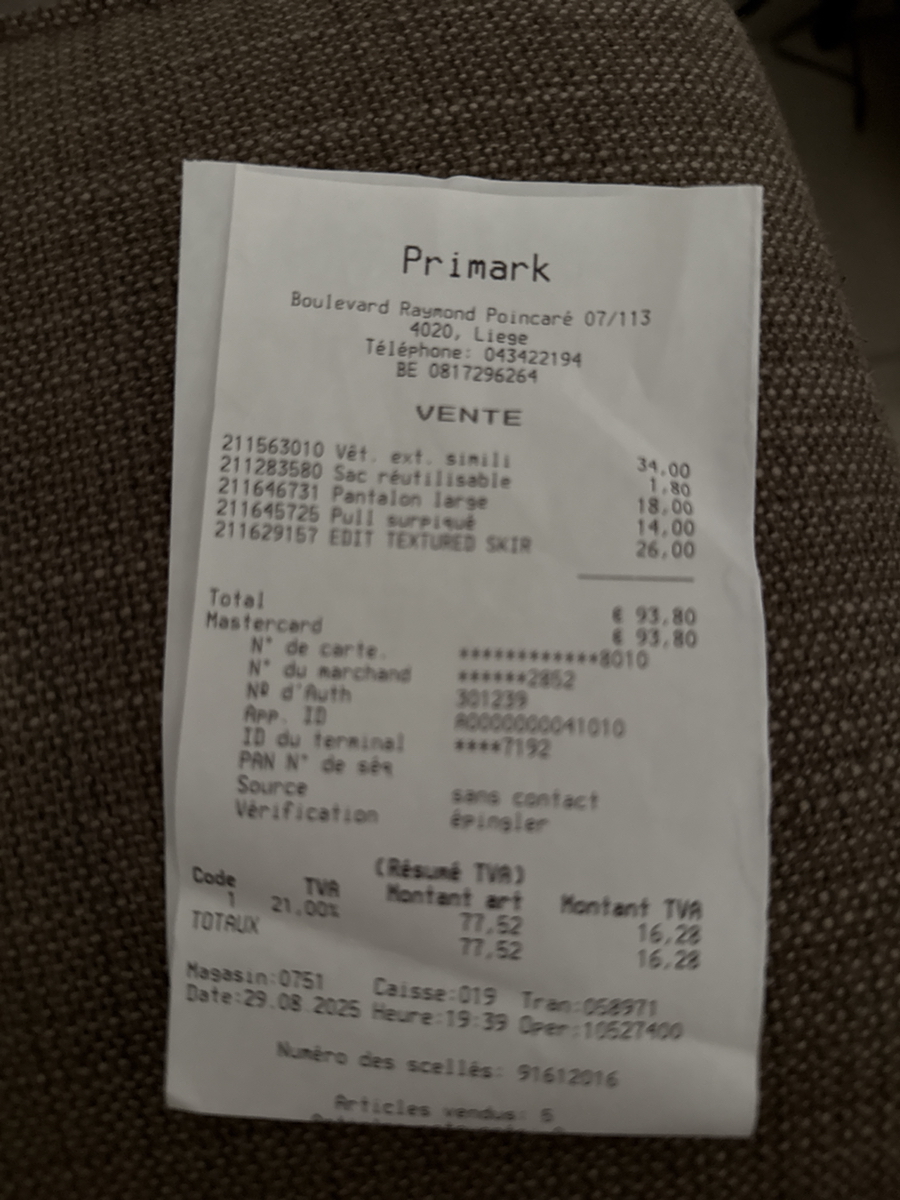 Primark
Boulevard Raymond Poincaré 07/113
4020, Liege
Téléphone: 043422194
BE 0817296264
VENTE
211563010 Vêt. ext. simili 34,00
211283580 Sac réutilisable 1,80
211646731 Pantalon large 18,00
211645725 Pull surpiqué 14,00
211629157 EDIT TEXTURED SKIR 26,00
Total € 93,80
Mastercard € 93,80
N° de carte. ************8010
N° du marchand ******2852
Nº d'Auth 301239
App. ID A0000000041010
ID du terminal ****7192
PAN N° de séq
Source sans contact
Vérification épingler
(Résumé TVA)
Code TVA Montant art Montant TVA
1 21,00% 77,52 16,28
TOTAUX 77,52 16,28
Magasin:0751 Caisse:019 Tran:058971
Date:29.08.2025 Heure:19:39 Oper:10527400
Numéro des scellés: 91612016
Articles vendus: 5